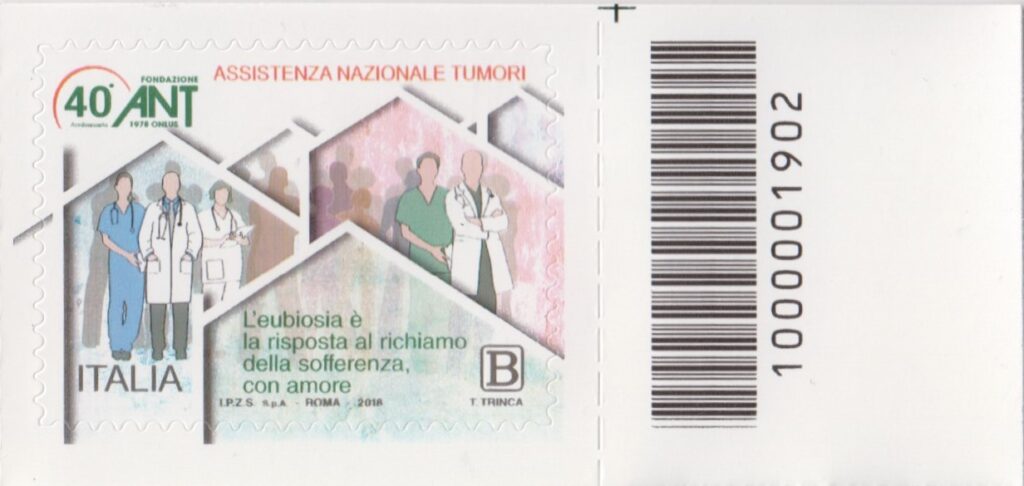 ASSISTENZA NAZIONALE TUMORI
40° ANT
FONDAZIONE
Anniversario
1978 ONLUS
L'eubiosia è
la risposta al richiamo
della sofferenza,
con amore
B
ITALIA
I.P.Z.S. S.p.A. - ROMA - 2018
T. TRINCA
1000001902